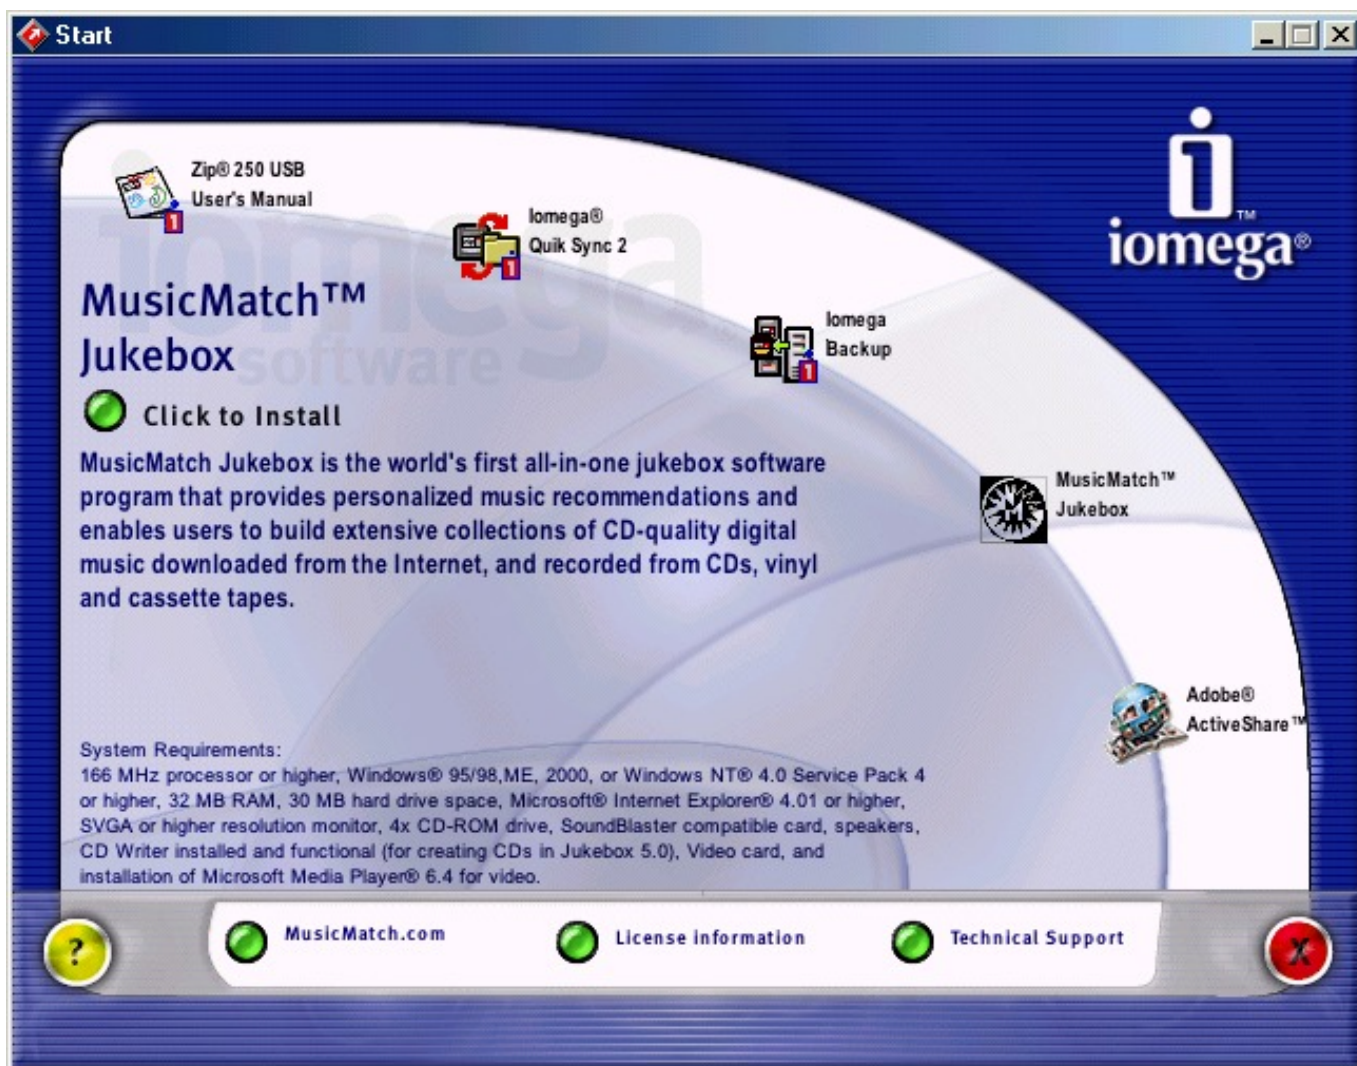 Start
Zip® 250 USB
User's Manual
Iomega®
Quik Sync 2
iomega
software
i
™
iomega®
MusicMatch™
Jukebox
Click to Install
Iomega
Backup
MusicMatch Jukebox is the world's first all-in-one jukebox software
program that provides personalized music recommendations and
enables users to build extensive collections of CD-quality digital
music downloaded from the Internet, and recorded from CDs, vinyl
and cassette tapes.
MusicMatch™
Jukebox
Adobe®
ActiveShare™
System Requirements:
166 MHz processor or higher, Windows® 95/98,ME, 2000, or Windows NT® 4.0 Service Pack 4
or higher, 32 MB RAM, 30 MB hard drive space, Microsoft® Internet Explorer® 4.01 or higher,
SVGA or higher resolution monitor, 4x CD-ROM drive, SoundBlaster compatible card, speakers,
CD Writer installed and functional (for creating CDs in Jukebox 5.0), Video card, and
installation of Microsoft Media Player® 6.4 for video.
?
MusicMatch.com
License information
Technical Support
X